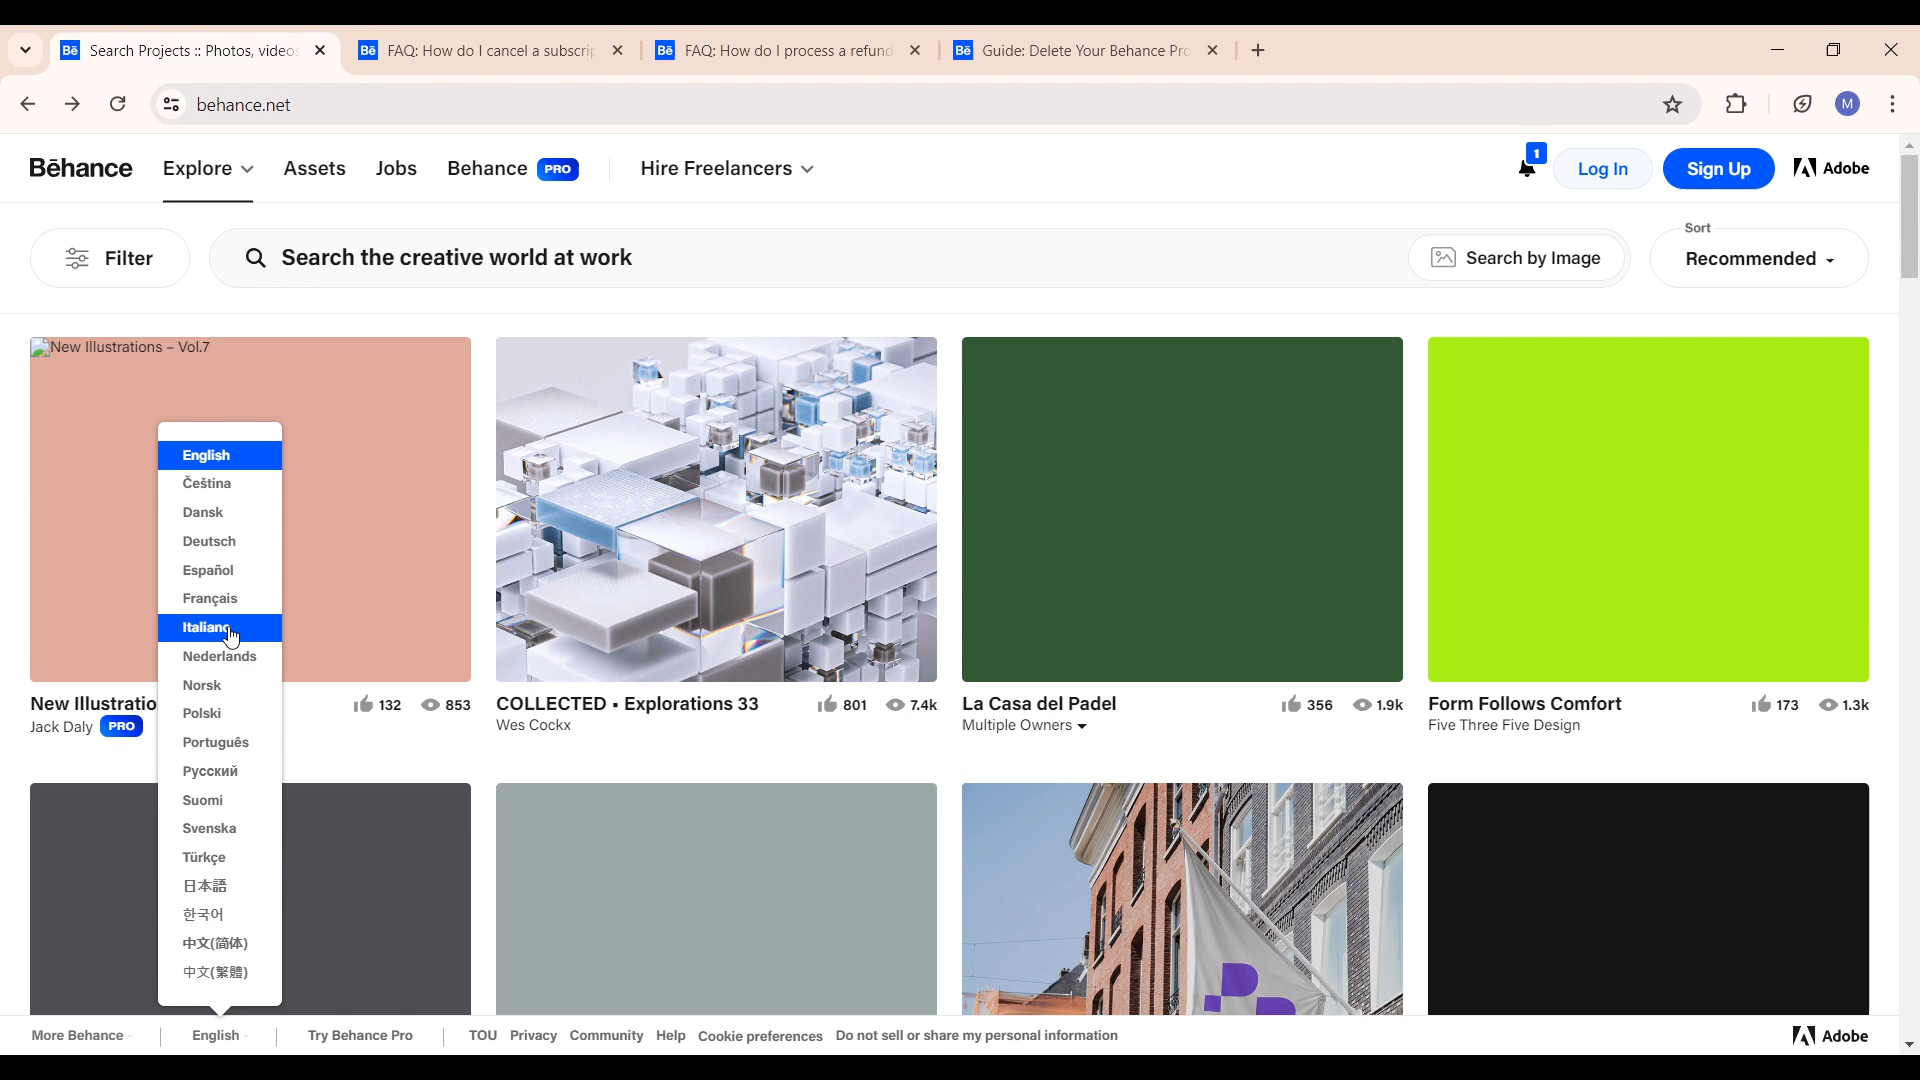 Search Projects :: Photos, videos
FAQ: How do I cancel a subscrip
FAQ: How do I process a refund
Guide: Delete Your Behance Pro
behance.net
M
Bēhance
Explore
Assets
Jobs
Behance PRO
Hire Freelancers
1
Log In
Sign Up
Adobe
Filter
Search the creative world at work
Search by Image
Sort
Recommended
New Illustrations – Vol.7
English
Čeština
Dansk
Deutsch
Español
Français
Italiano
Nederlands
Norsk
Polski
Português
Русский
Suomi
Svenska
Türkçe
日本語
한국어
中文(简体)
中文(繁體)
New Illustratio
132
853
Jack Daly PRO
COLLECTED • Explorations 33
801
7.4k
Wes Cockx
La Casa del Padel
356
1.9k
Multiple Owners
Form Follows Comfort
173
1.3k
Five Three Five Design
More Behance
English
Try Behance Pro
TOU
Privacy
Community
Help
Cookie preferences
Do not sell or share my personal information
Adobe